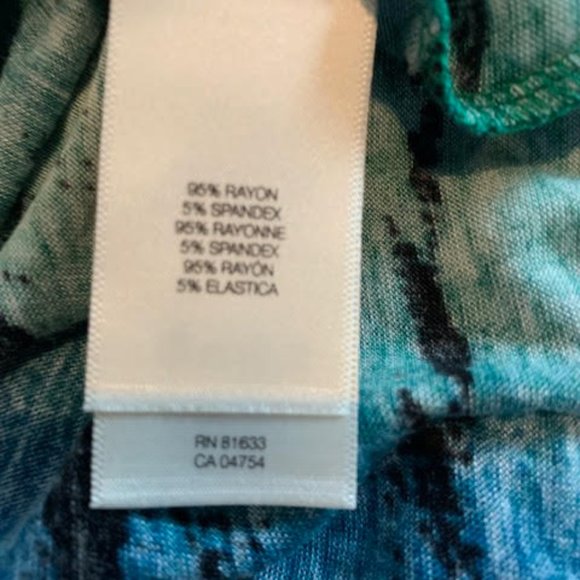 95% RAYON
5% SPANDEX
95% RAYONNE
5% SPANDEX
95% RAYÓN
5% ELASTICA
RN 81633
CA 04754